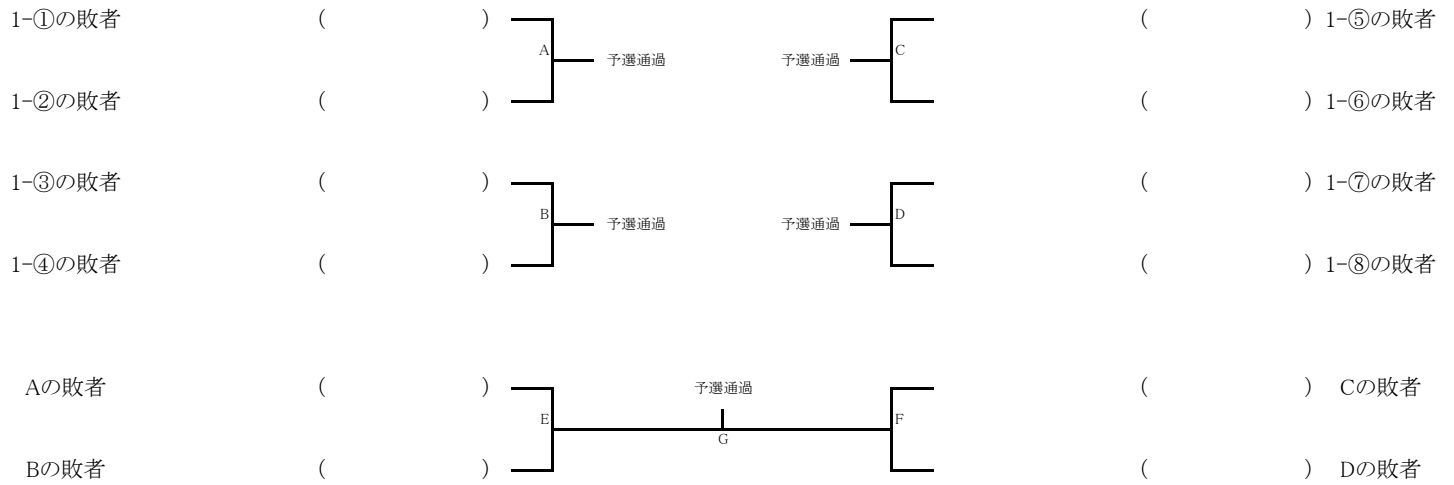 1-①の敗者 ( ) ( ) 1-⑤の敗者
A 予選通過 予選通過 C
1-②の敗者 ( ) ( ) 1-⑥の敗者
1-③の敗者 ( ) ( ) 1-⑦の敗者
B 予選通過 予選通過 D
1-④の敗者 ( ) ( ) 1-⑧の敗者
Aの敗者 ( ) 予選通過 ( ) Cの敗者
E F
G
Bの敗者 ( ) ( ) Dの敗者